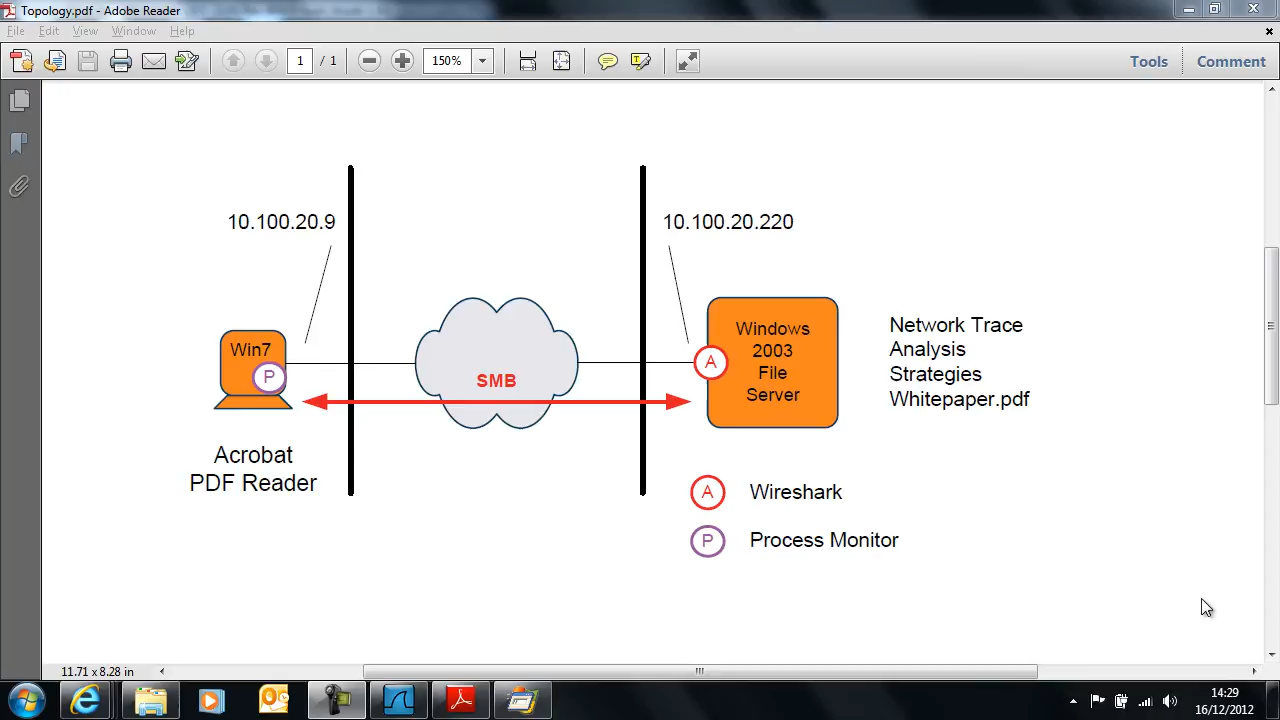 Topology.pdf - Adobe Reader
File Edit View Window Help
1 / 1 150% Tools Comment
10.100.20.9
10.100.20.220
Win7
P
SMB
A
Windows
2003
File
Server
Network Trace
Analysis
Strategies
Whitepaper.pdf
Acrobat
PDF Reader
A Wireshark
P Process Monitor
11.71 x 8.28 in
14:29
16/12/2012